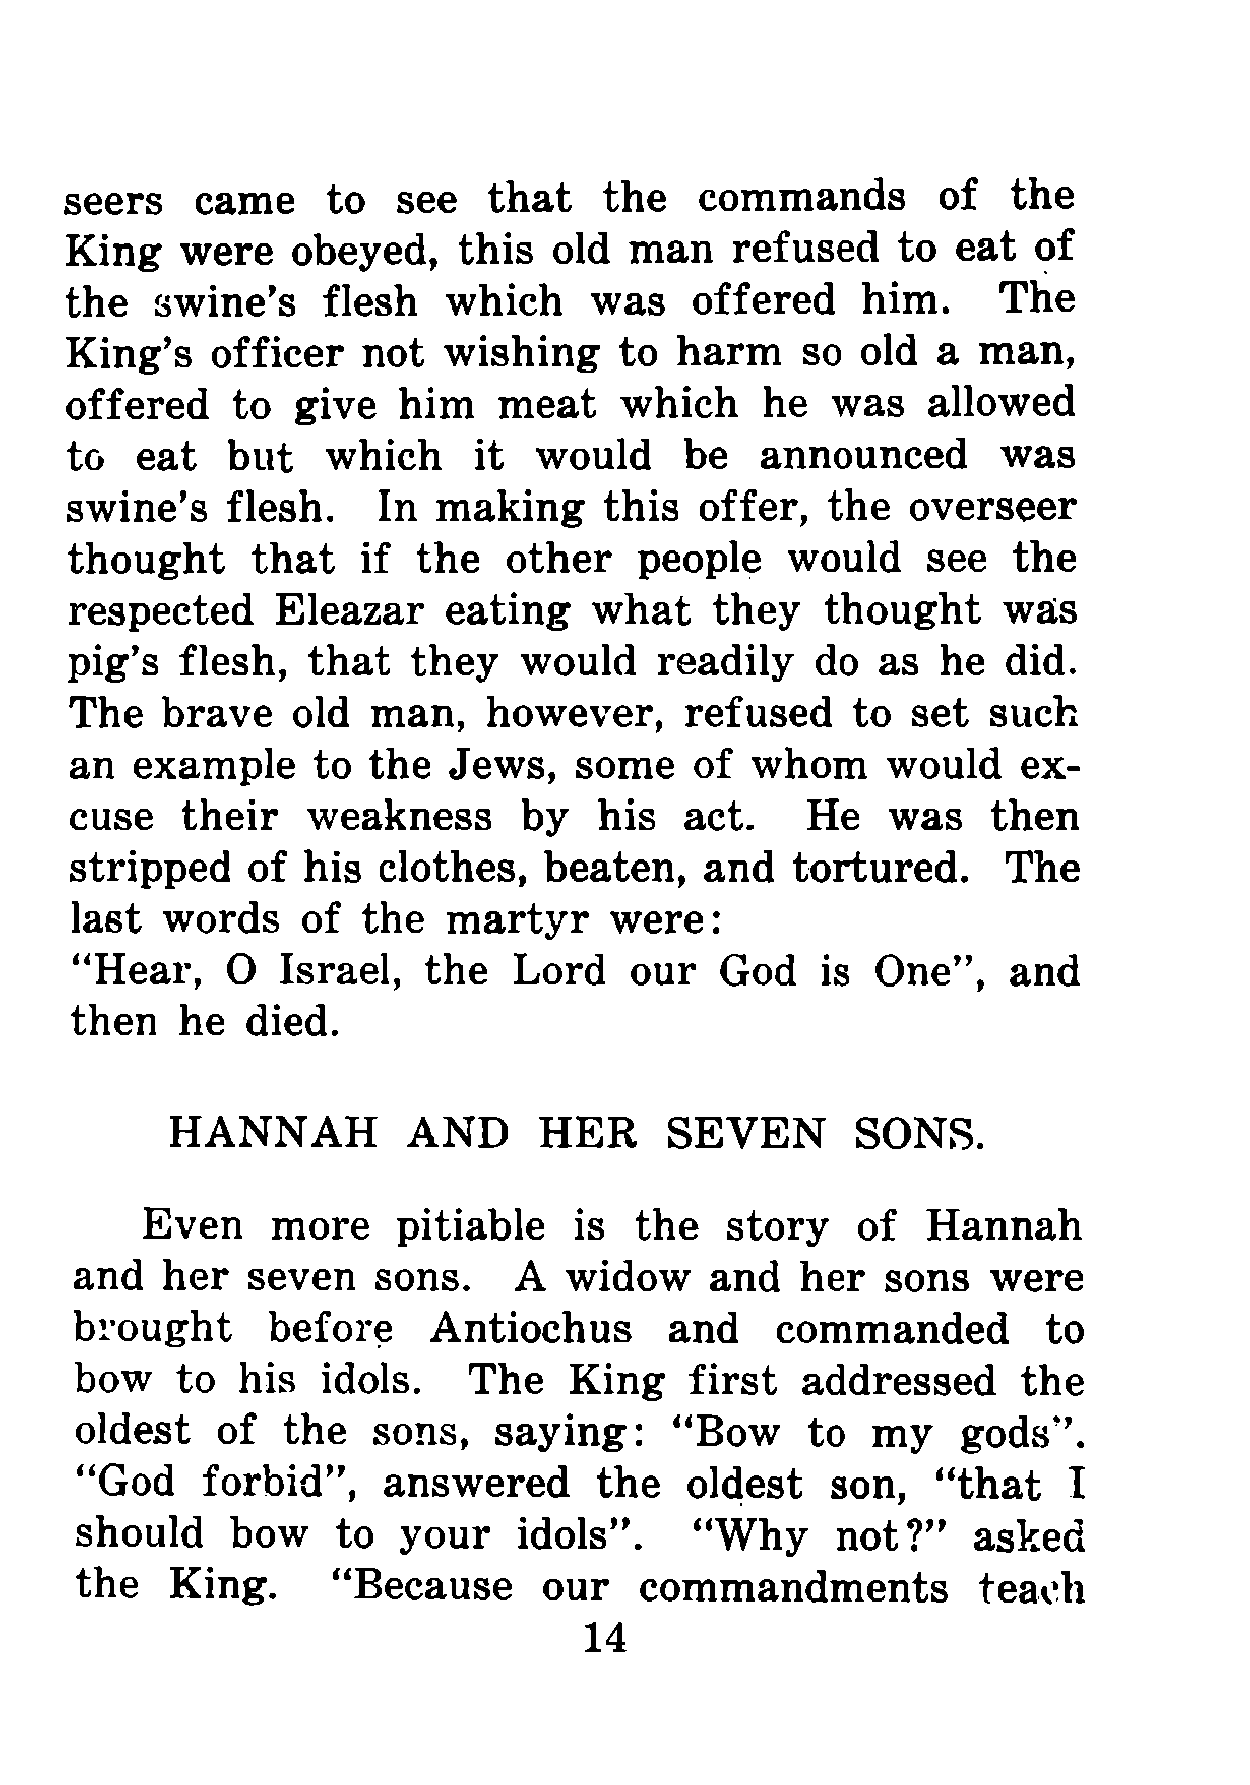 seers came to see that the commands of the
King were obeyed, this old man refused to eat of
the swine's flesh which was offered him. The
King's officer not wishing to harm so old a man,
offered to give him meat which he was allowed
to eat but which it would be announced was
swine's flesh. In making this offer, the overseer
thought that if the other people would see the
respected Eleazar eating what they thought was
pig's flesh, that they would readily do as he did.
The brave old man, however, refused to set such
an example to the Jews, some of whom would ex-
cuse their weakness by his act. He was then
stripped of his clothes, beaten, and tortured. The
last words of the martyr were:
"Hear, O Israel, the Lord our God is One", and
then he died.
HANNAH AND HER SEVEN SONS.
Even more pitiable is the story of Hannah
and her seven sons. A widow and her sons were
brought before Antiochus and commanded to
bow to his idols. The King first addressed the
oldest of the sons, saying: "Bow to my gods".
"God forbid", answered the oldest son, "that I
should bow to your idols". "Why not?" asked
the King. "Because our commandments teach
14